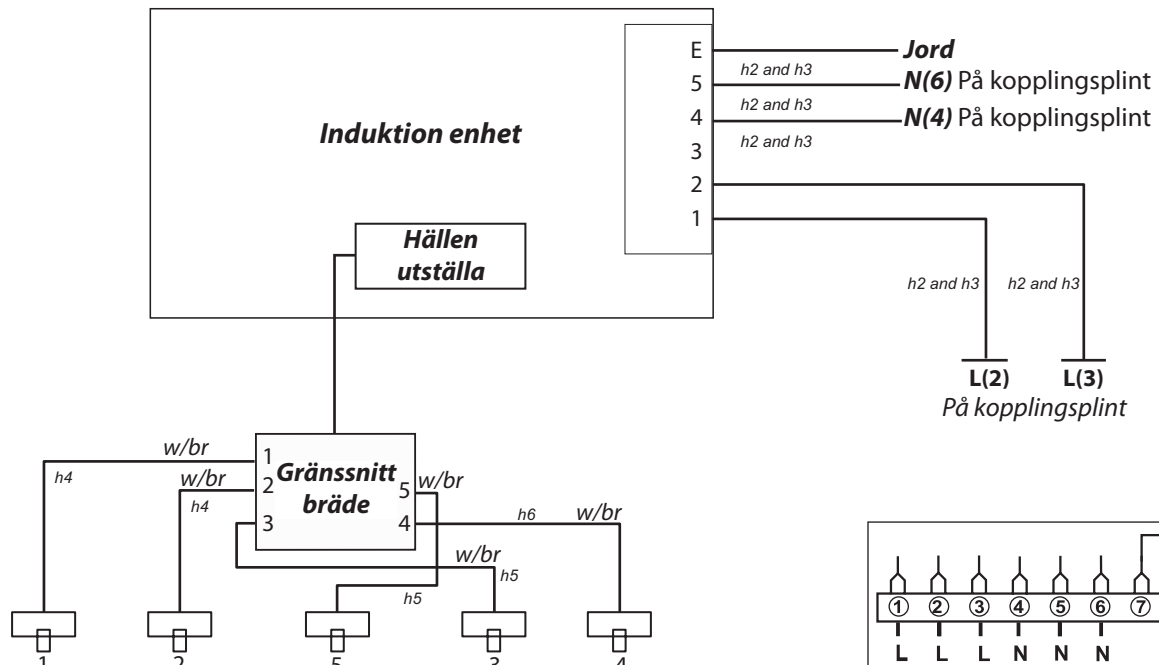 E
Jord
h2 and h3
5
N(6) På kopplingsplint
h2 and h3
4
N(4) På kopplingsplint
h2 and h3
3
2
1
Induktion enhet
Hällen
utställa
h2 and h3
h2 and h3
L(2)
L(3)
På kopplingsplint
w/br
h4
1
Gränssnitt
bräde
w/br
h4
2
5
w/br
3
4
h6
w/br
w/br
h5
h5
1
2
5
3
4
1 2 3 4 5 6 7
L L L N N N